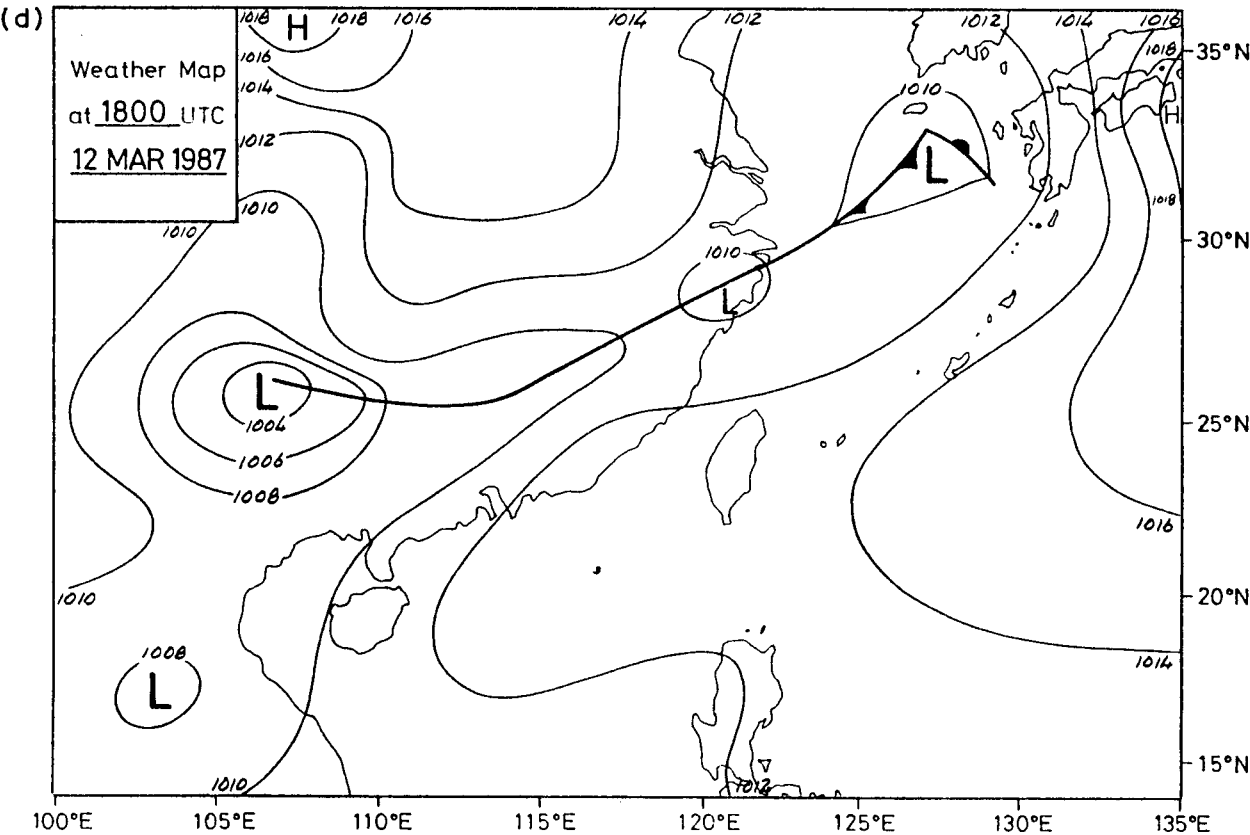 (d)
Weather Map
at 1800 UTC
12 MAR 1987
1018 H 1018 1016 1014 1012 1012 1014 1016
1016 1018
1014 1010 H
1012
1010 1018
1010
1010
L
L
L
1004
1006
1008
1016
1010
1008
1014
L
1010 1012
35°N
30°N
25°N
20°N
15°N
100°E 105°E 110°E 115°E 120°E 125°E 130°E 135°E